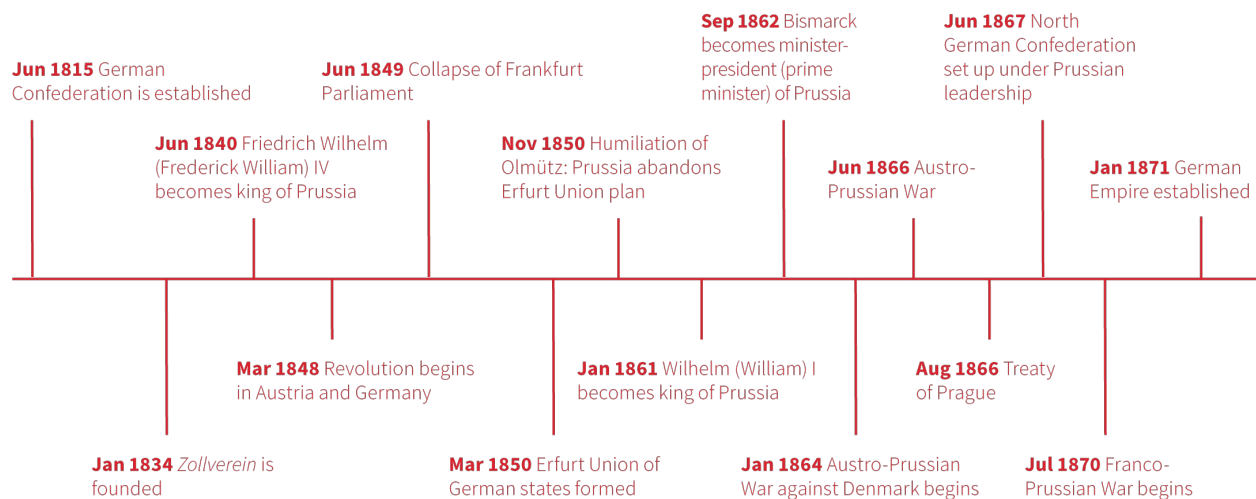 Jun 1815 German
Confederation is established
Jan 1834 Zollverein is
founded
Jun 1840 Friedrich Wilhelm
(Frederick William) IV
becomes king of Prussia
Mar 1848 Revolution begins
in Austria and Germany
Jun 1849 Collapse of Frankfurt
Parliament
Mar 1850 Erfurt Union of
German states formed
Nov 1850 Humiliation of
Olmütz: Prussia abandons
Erfurt Union plan
Jan 1861 Wilhelm (William) I
becomes king of Prussia
Sep 1862 Bismarck
becomes minister-
president (prime
minister) of Prussia
Jan 1864 Austro-Prussian
War against Denmark begins
Jun 1866 Austro-
Prussian War
Aug 1866 Treaty
of Prague
Jun 1867 North
German Confederation
set up under Prussian
leadership
Jul 1870 Franco-
Prussian War begins
Jan 1871 German
Empire established